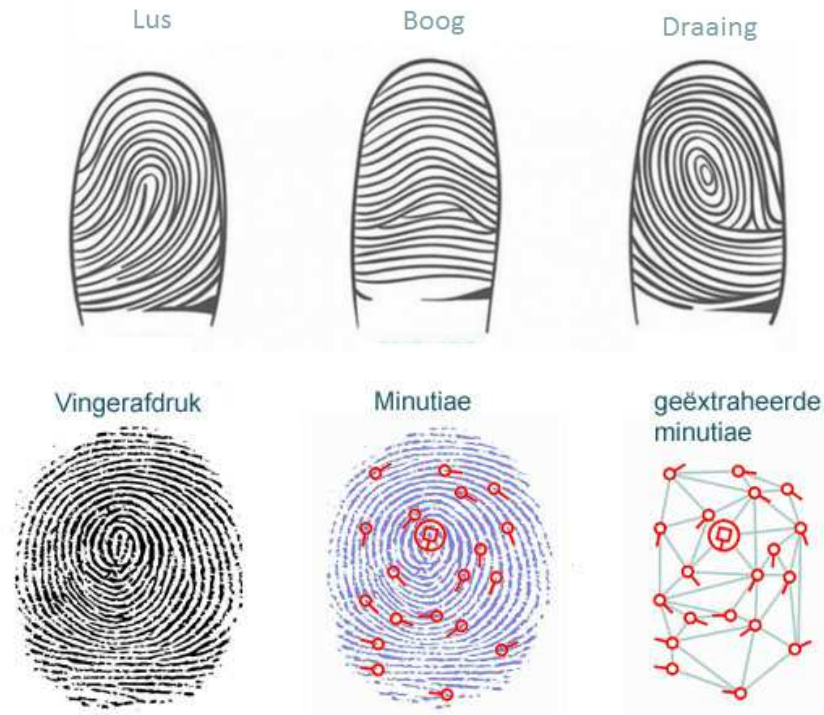 Lus
Boog
Draaing
Vingerafdruk
Minutiae
geëxtraheerde
minutiae